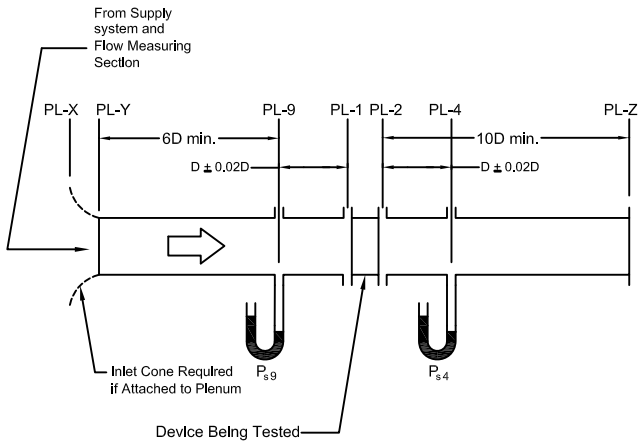 From Supply
system and
Flow Measuring
Section
PL-X
PL-Y
PL-9
PL-1
PL-2
PL-4
PL-Z
6D min.
10D min.
D ± 0.02D
D ± 0.02D
Ps9
Ps4
Inlet Cone Required
if Attached to Plenum
Device Being Tested